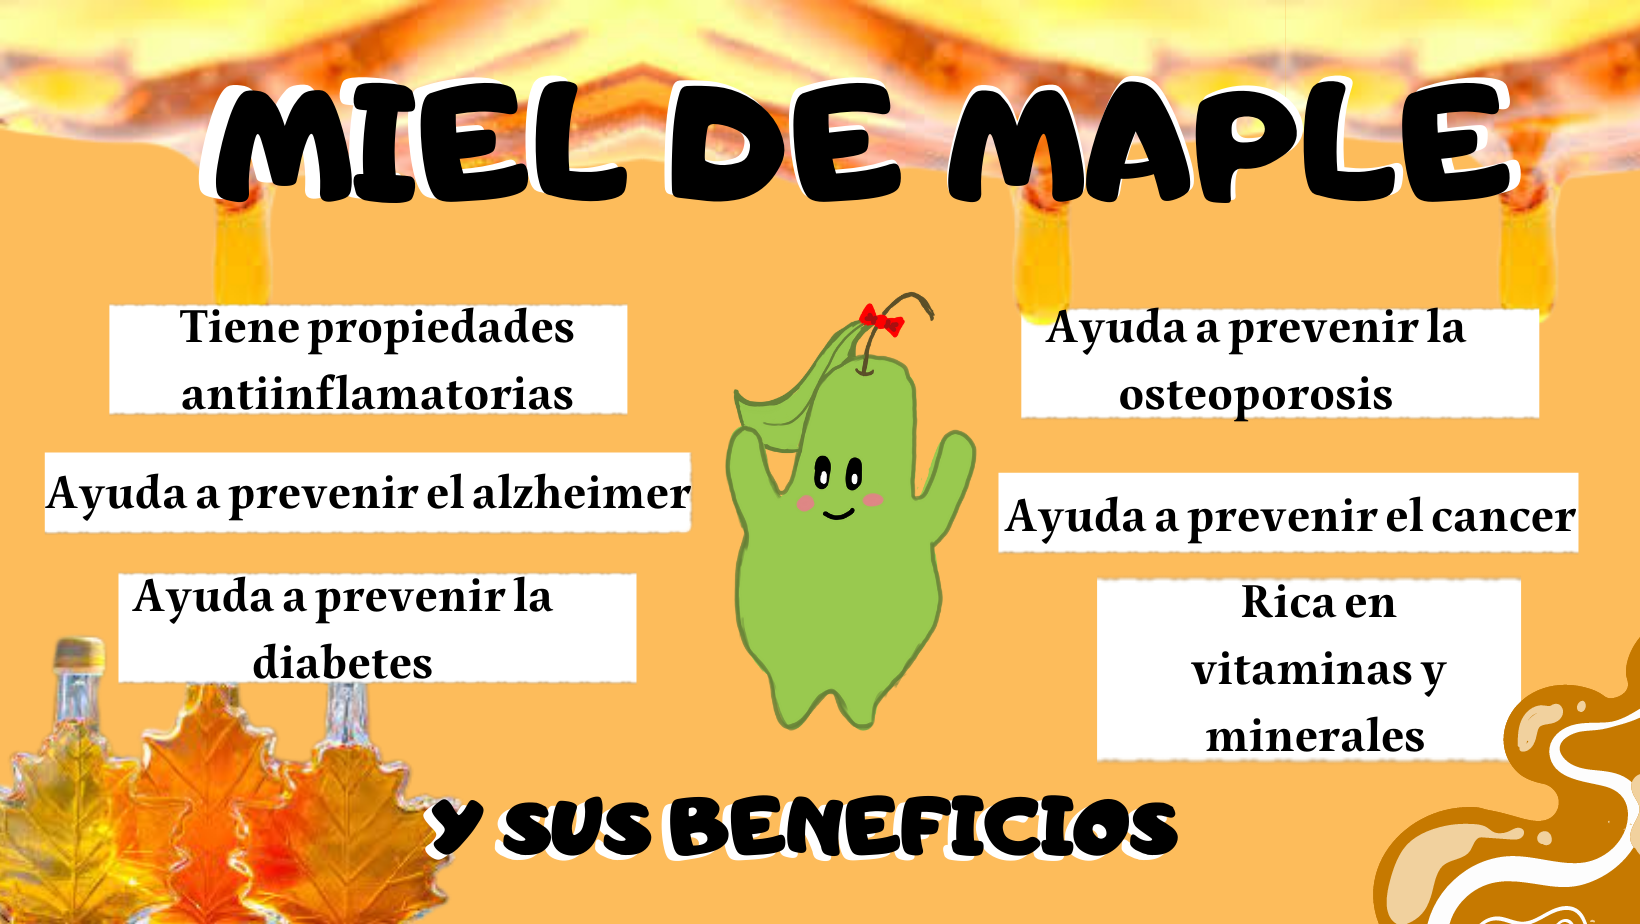 MIEL DE MAPLE
Tiene propiedades
antiinflamatorias
Ayuda a prevenir el alzheimer
Ayuda a prevenir la
diabetes
Ayuda a prevenir la
osteoporosis
Ayuda a prevenir el cancer
Rica en
vitaminas y
minerales
Y SUS BENEFICIOS